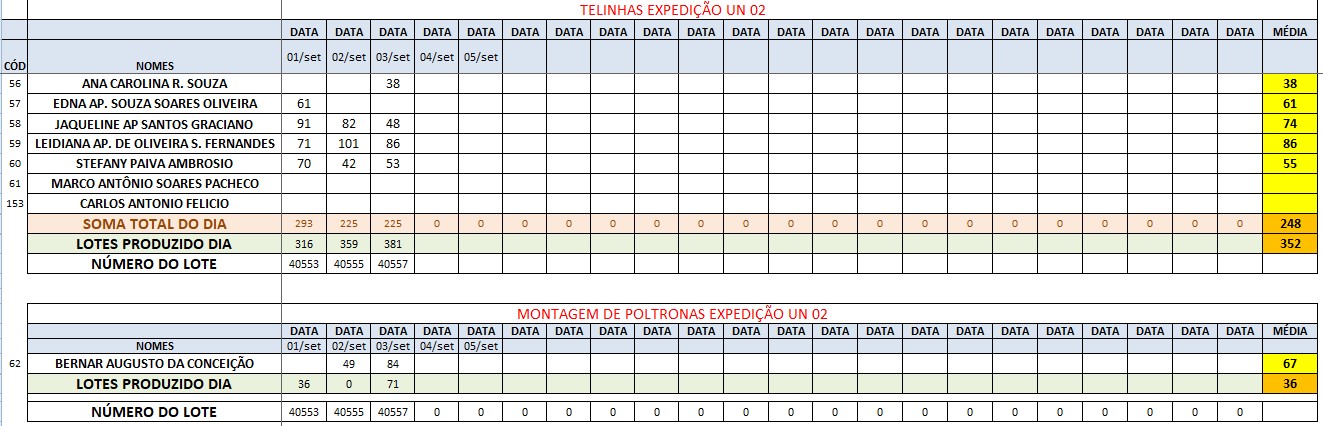 TELINHAS EXPEDIÇÃO UN 02
DATA DATA DATA DATA DATA DATA DATA DATA DATA DATA DATA DATA DATA DATA DATA DATA DATA DATA DATA DATA DATA DATA MÉDIA
CÓD NOMES 01/set 02/set 03/set 04/set 05/set
56 ANA CAROLINA R. SOUZA 38 38
57 EDNA AP. SOUZA SOARES OLIVEIRA 61 61
58 JAQUELINE AP SANTOS GRACIANO 91 82 48 74
59 LEIDIANA AP. DE OLIVEIRA S. FERNANDES 71 101 86 86
60 STEFANY PAIVA AMBROSIO 70 42 53 55
61 MARCO ANTÔNIO SOARES PACHECO
153 CARLOS ANTONIO FELICIO
SOMA TOTAL DO DIA 293 225 225 0 0 0 0 0 0 0 0 0 0 0 0 0 0 0 0 0 0 0 248
LOTES PRODUZIDO DIA 316 359 381 352
NÚMERO DO LOTE 40553 40555 40557
MONTAGEM DE POLTRONAS EXPEDIÇÃO UN 02
DATA DATA DATA DATA DATA DATA DATA DATA DATA DATA DATA DATA DATA DATA DATA DATA DATA DATA DATA DATA DATA DATA MÉDIA
NOMES 01/set 02/set 03/set 04/set 05/set
62 BERNAR AUGUSTO DA CONCEIÇÃO 49 84 67
LOTES PRODUZIDO DIA 36 0 71 36
NÚMERO DO LOTE 40553 40555 40557 0 0 0 0 0 0 0 0 0 0 0 0 0 0 0 0 0 0 0